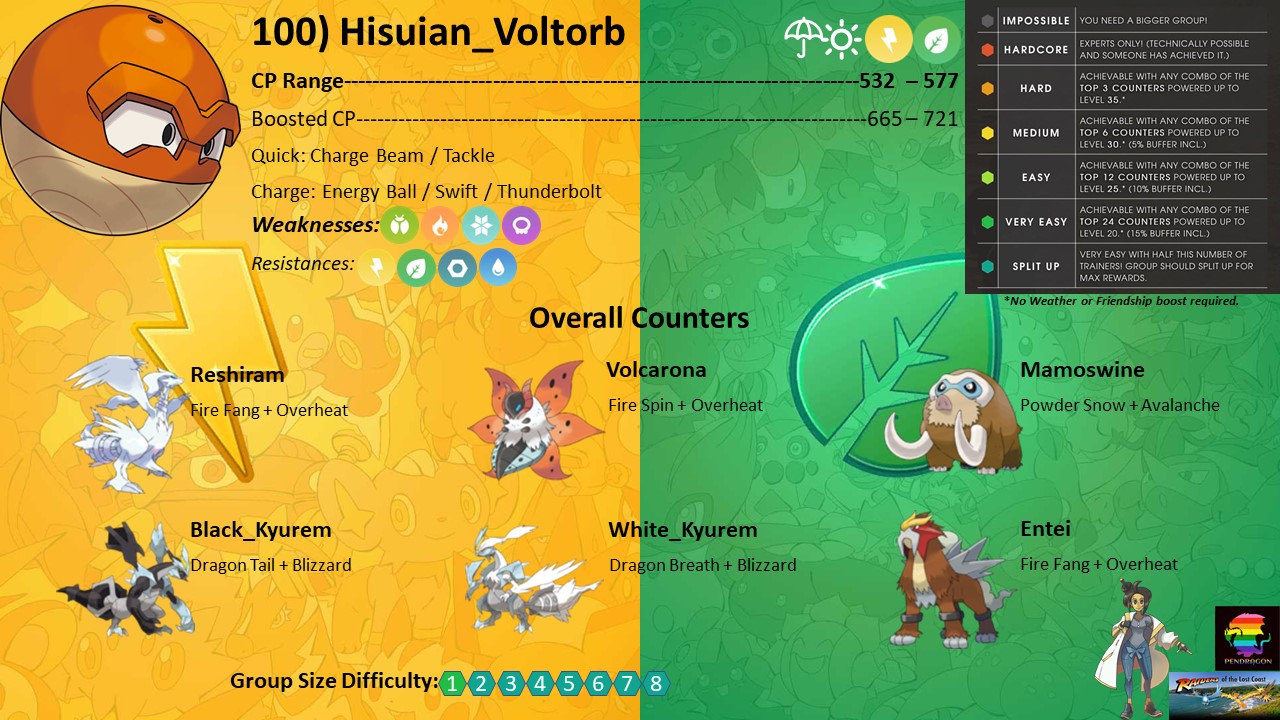 100) Hisuian_Voltorb
CP Range------------------------------------------------------------------------------------532 – 577
Boosted CP-------------------------------------------------------------------------------------665 – 721
Quick: Charge Beam / Tackle
Charge: Energy Ball / Swift / Thunderbolt
Weaknesses:
Resistances:
IMPOSSIBLE YOU NEED A BIGGER GROUP!
HARDCORE EXPERTS ONLY! (TECHNICALLY POSSIBLE
AND SOMEONE HAS ACHIEVED IT.)
HARD ACHIEVABLE WITH ANY COMBO OF THE
TOP 3 COUNTERS POWERED UP TO
LEVEL 35.*
MEDIUM ACHIEVABLE WITH ANY COMBO OF THE
TOP 6 COUNTERS POWERED UP TO
LEVEL 30.* (5% BUFFER INCL.)
EASY ACHIEVABLE WITH ANY COMBO OF THE
TOP 12 COUNTERS POWERED UP TO
LEVEL 25.* (10% BUFFER INCL.)
VERY EASY ACHIEVABLE WITH ANY COMBO OF THE
TOP 24 COUNTERS POWERED UP TO
LEVEL 20.* (15% BUFFER INCL.)
SPLIT UP VERY EASY WITH HALF THIS NUMBER OF
TRAINERS! GROUP SHOULD SPLIT UP FOR
MAX REWARDS.
*No Weather or Friendship boost required.
Overall Counters
Reshiram
Fire Fang + Overheat
Volcarona
Fire Spin + Overheat
Mamoswine
Powder Snow + Avalanche
Black_Kyurem
Dragon Tail + Blizzard
White_Kyurem
Dragon Breath + Blizzard
Entei
Fire Fang + Overheat
Group Size Difficulty: 1 2 3 4 5 6 7 8
PENDRAGON
RAIDERS of the Lost Coast